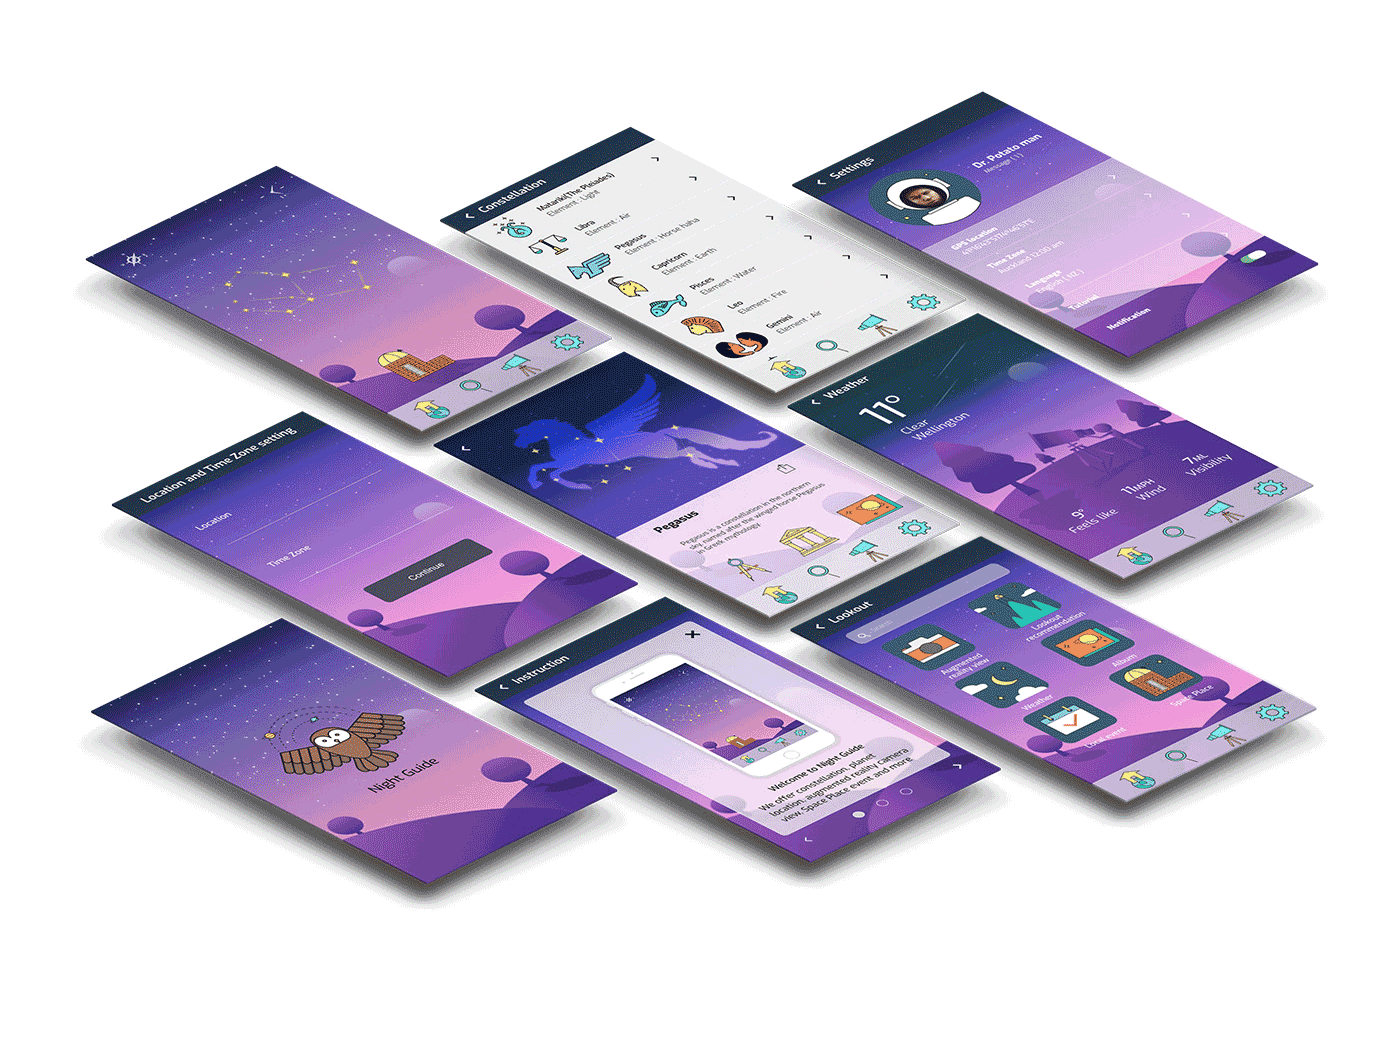 Constellation
Matariki(The Pleiades)
Element : Light
Libra
Element : Air
Pegasus
Element : Horse haha
Capricorn
Element : Earth
Pisces
Element : Water
Leo
Element : Fire
Gemini
Element : Air
Settings
Dr. Potato man
Message ( 1 )
GPS location
Time Zone
Auckland 12:00 am
Language
English ( NZ )
Tutorial
Notification
Location and Time Zone setting
Location
Time Zone
Continue
Pegasus
Pegasus is a constellation in the northern
sky, named after the winged horse Pegasus
in Greek mythology.
Weather
11°
Clear
Wellington
9°
Feels like
11MPH
Wind
7ML
Visibility
Night Guide
Instruction
Welcome to Night Guide
We offer constellation, planet
location, augmented reality camera
view, Space Place event and more
Lookout
Search
Augmented
reality view
Lookout
recommendation
Weather
Album
Local event
Space Place